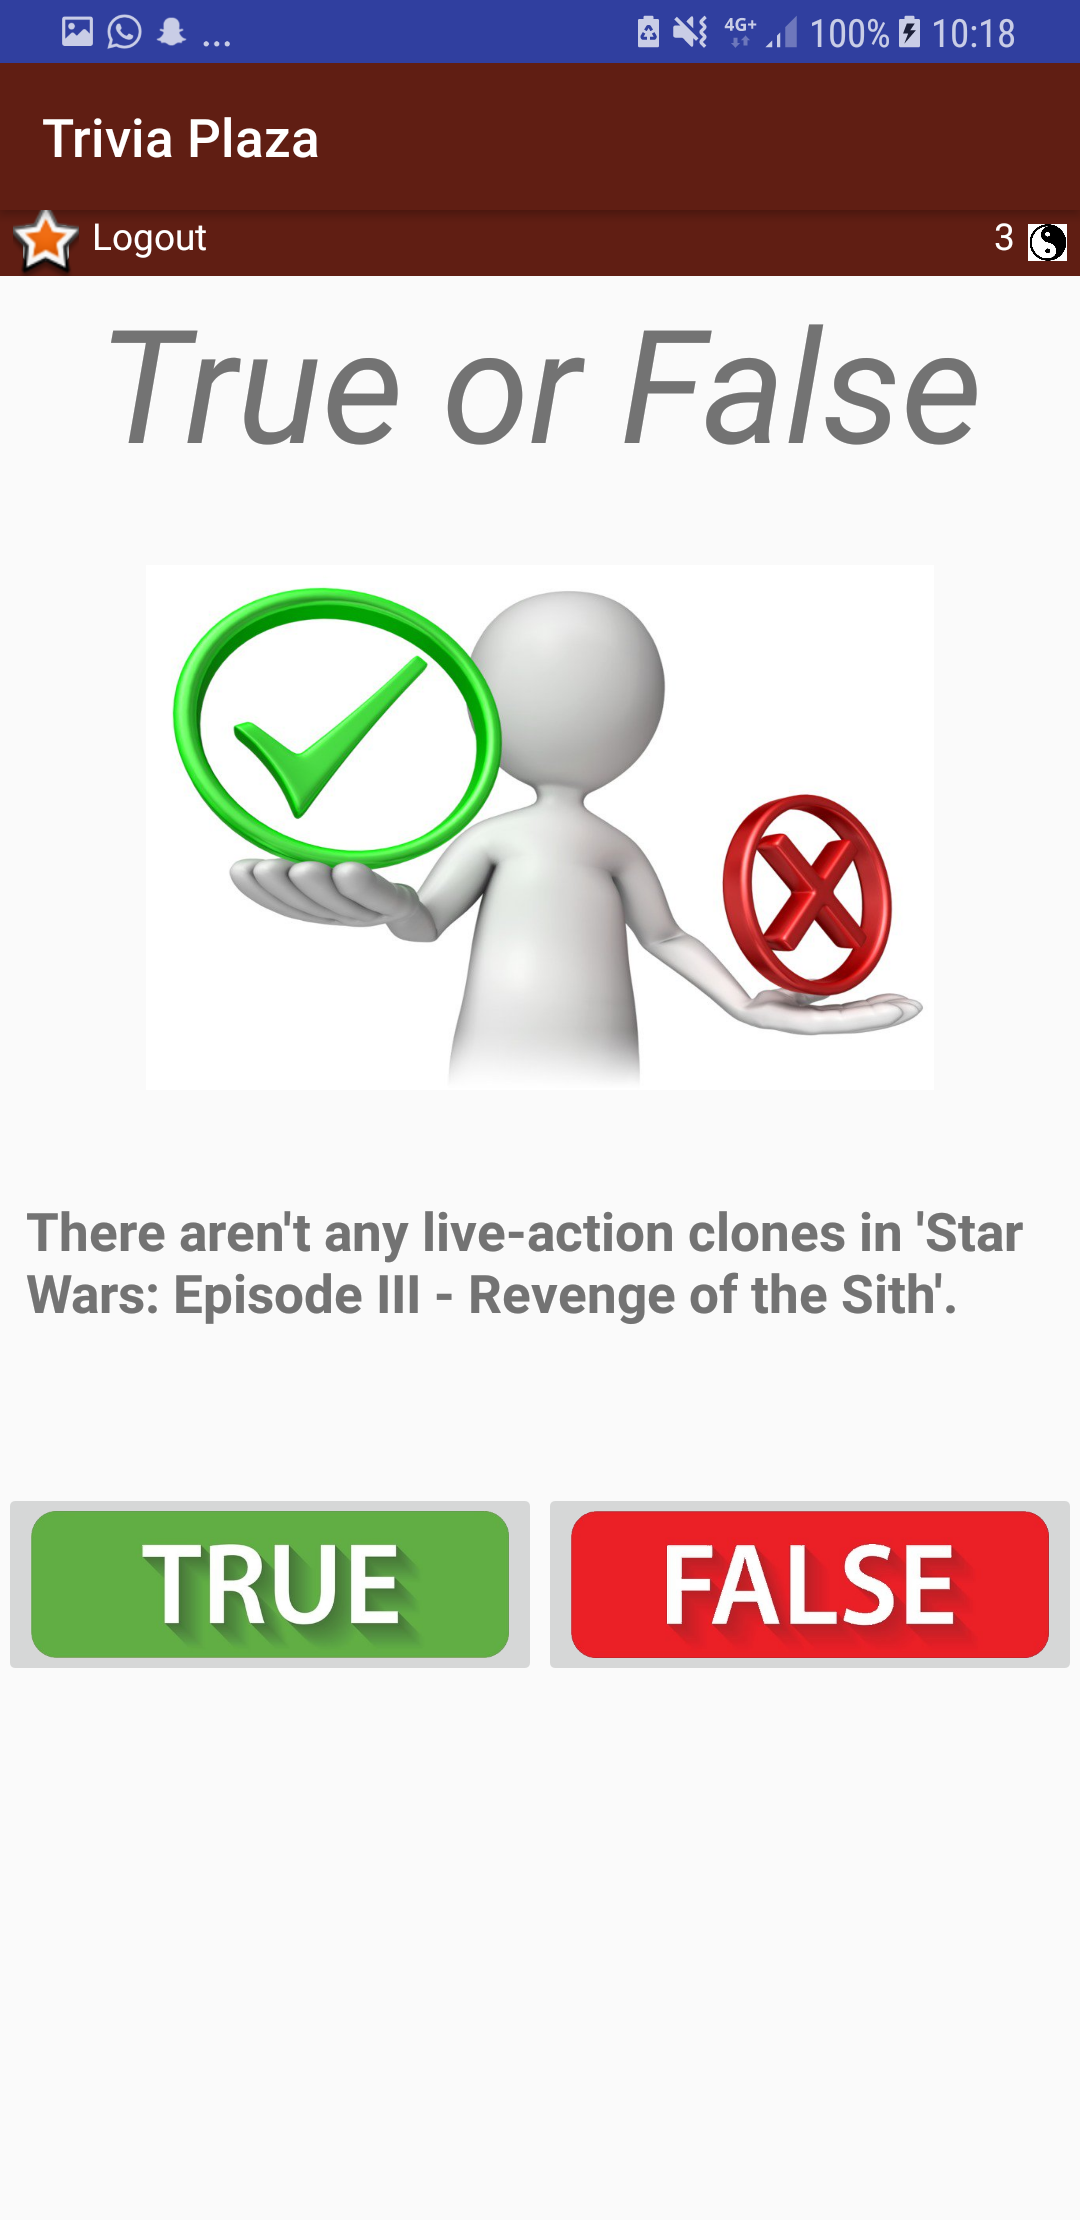 ... 4G+ 100% 10:18
Trivia Plaza
Logout 3
True or False
There aren't any live-action clones in 'Star
Wars: Episode III - Revenge of the Sith'.
TRUE FALSE